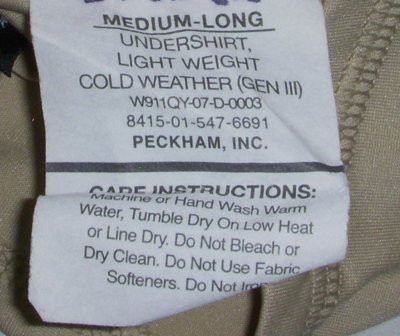 MEDIUM-LONG
UNDERSHIRT,
LIGHT WEIGHT
COLD WEATHER (GEN III)
W911QY-07-D-0003
8415-01-547-6691
PECKHAM, INC.
CARE INSTRUCTIONS:
Machine or Hand Wash Warm
Water, Tumble Dry On Low Heat
or Line Dry. Do Not Bleach or
Dry Clean. Do Not Use Fabric
Softeners. Do Not Iron